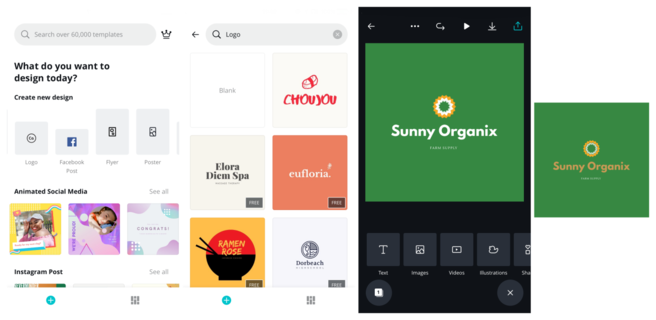 Search over 60,000 templates
What do you want to
design today?
Create new design
Logo
Facebook
Post
Flyer
Poster
Animated Social Media
See all
CONGRATS!
Instagram Post
See all
Logo
Blank
CHOUYOU
Elora
Diem Spa
FREE
eufloria.
FREE
RAMEN
ROSE
FREE
Dorbeach
FREE
Sunny Organix
FARM SUPPLY
Text
Images
Videos
Illustrations
Sha
Sunny Organix